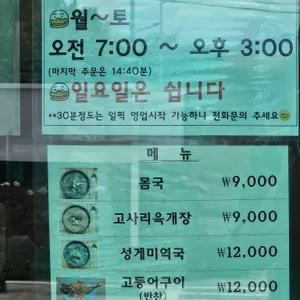 월~토
오전 7:00 ~ 오후 3:00
(마지막 주문은 14:40분)
일요일은 쉽니다
**30분정도는 일찍 영업시작 가능하니 전화문의 주세요
메 뉴
몸국 ₩9,000
고사리육개장 ₩9,000
성게미역국 ₩12,000
고등어구이 ₩12,000
(반찬)